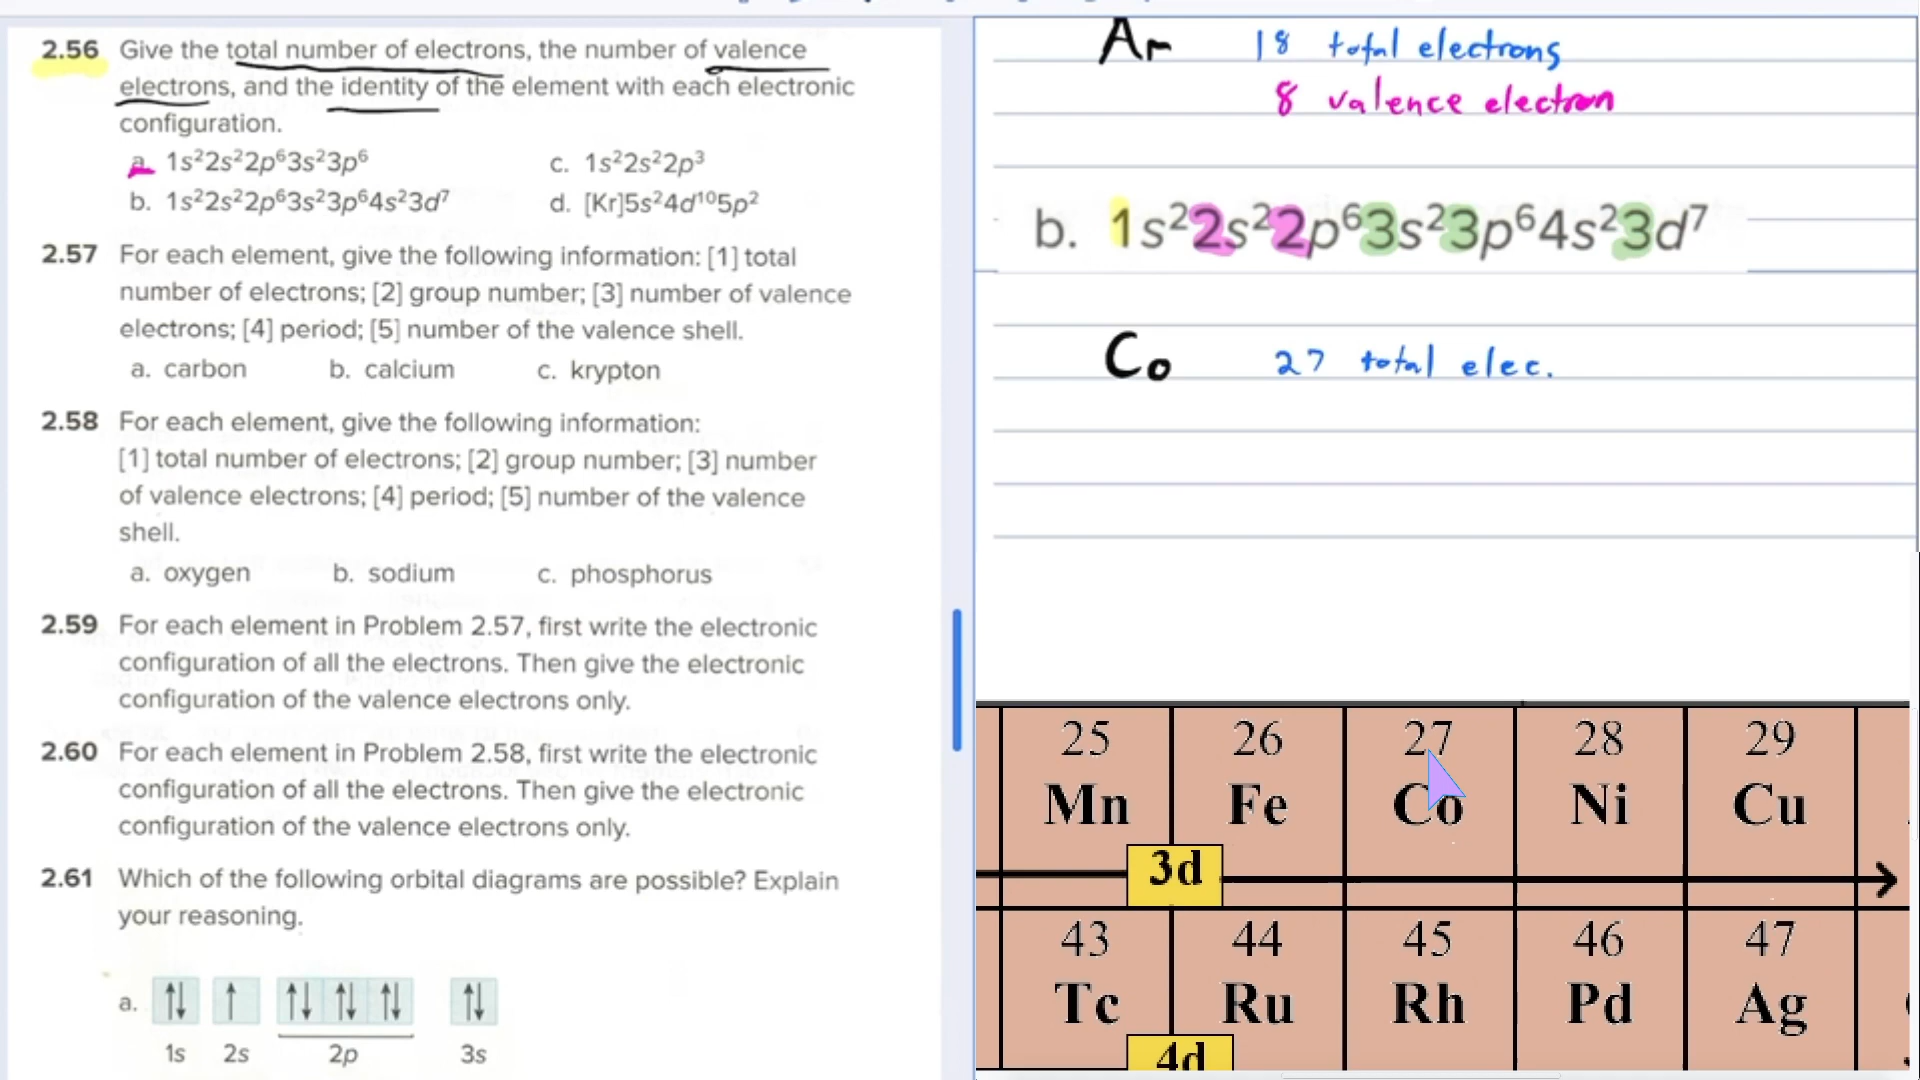 2.56 Give the total number of electrons, the number of valence
electrons, and the identity of the element with each electronic
configuration.
a. 1s²2s²2p⁶3s²3p⁶ c. 1s²2s²2p³
b. 1s²2s²2p⁶3s²3p⁶4s²3d⁷ d. [Kr]5s²4d¹⁰5p²
2.57 For each element, give the following information: [1] total
number of electrons; [2] group number; [3] number of valence
electrons; [4] period; [5] number of the valence shell.
a. carbon b. calcium c. krypton
2.58 For each element, give the following information:
[1] total number of electrons; [2] group number; [3] number
of valence electrons; [4] period; [5] number of the valence
shell.
a. oxygen b. sodium c. phosphorus
2.59 For each element in Problem 2.57, first write the electronic
configuration of all the electrons. Then give the electronic
configuration of the valence electrons only.
2.60 For each element in Problem 2.58, first write the electronic
configuration of all the electrons. Then give the electronic
configuration of the valence electrons only.
2.61 Which of the following orbital diagrams are possible? Explain
your reasoning.
a.
1s 2s 2p 3s
Ar 18 total electrons
8 valence electron
b. 1s²2s²2p⁶3s²3p⁶4s²3d⁷
Co 27 total elec.
25 26 27 28 29
Mn Fe Co Ni Cu
3d
43 44 45 46 47
Tc Ru Rh Pd Ag
4d